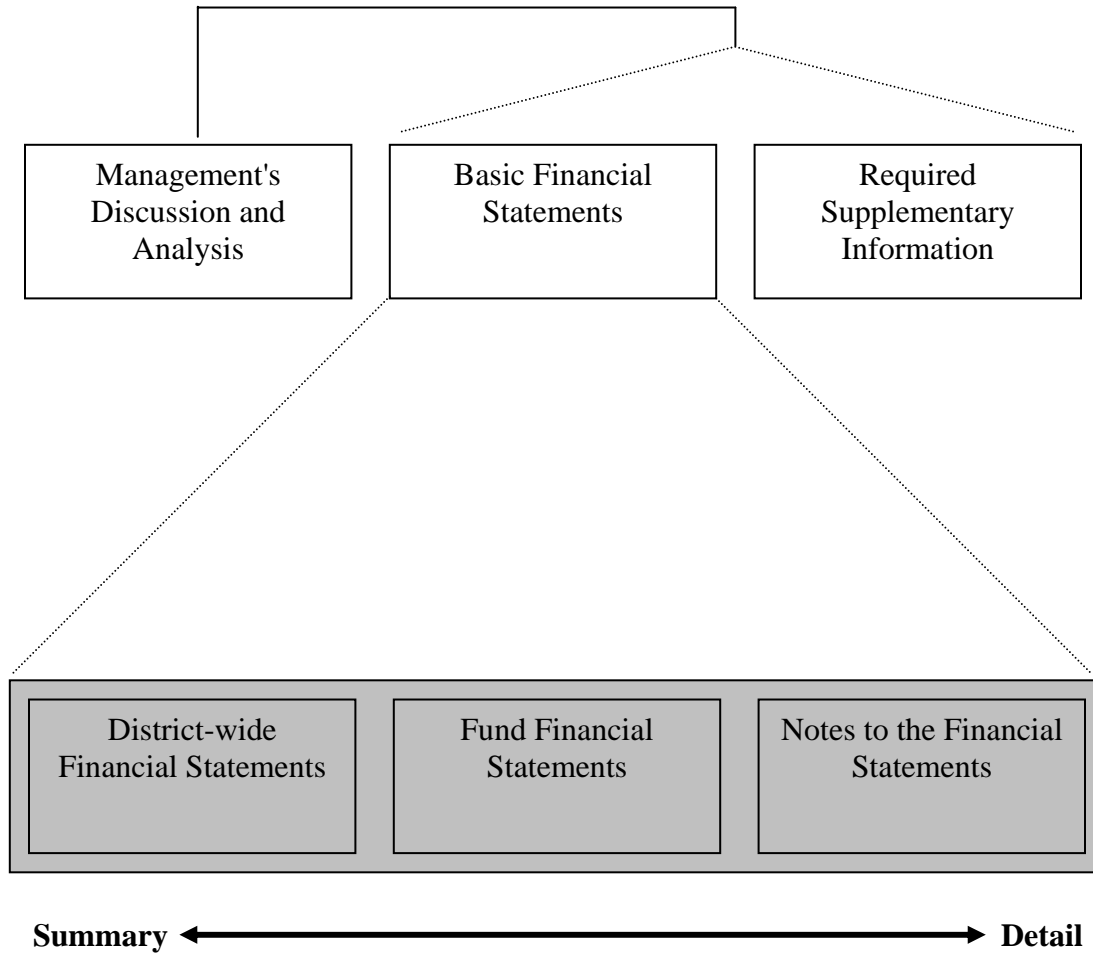 Management's
Discussion and
Analysis
Basic Financial
Statements
Required
Supplementary
Information
District-wide
Financial Statements
Fund Financial
Statements
Notes to the Financial
Statements
Summary
Detail